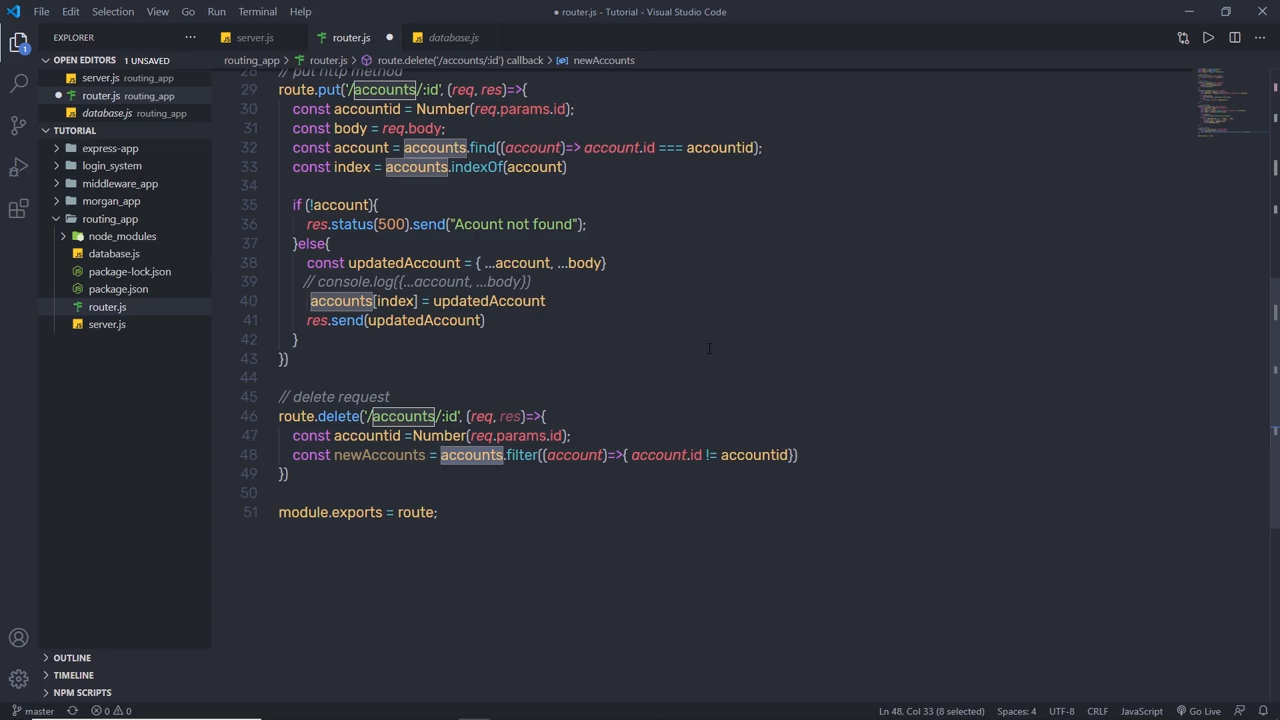 File Edit Selection View Go Run Terminal Help
● router.js - Tutorial - Visual Studio Code
EXPLORER
server.js
router.js
database.js
routing_app > router.js > route.delete('/accounts/:id') callback > newAccounts
OPEN EDITORS 1 UNSAVED
server.js routing_app
router.js routing_app
database.js routing_app
TUTORIAL
express-app
login_system
middleware_app
morgan_app
routing_app
node_modules
database.js
package-lock.json
package.json
router.js
server.js
OUTLINE
TIMELINE
NPM SCRIPTS
1
28 // put http method
29 route.put('/accounts/:id', (req, res)=>{
30 const accountid = Number(req.params.id);
31 const body = req.body;
32 const account = accounts.find((account)=> account.id === accountid);
33 const index = accounts.indexOf(account)
34
35 if (!account){
36 res.status(500).send("Acount not found");
37 }else{
38 const updatedAccount = { ...account, ...body}
39 // console.log({...account, ...body})
40 accounts[index] = updatedAccount
41 res.send(updatedAccount)
42 }
43 })
44
45 // delete request
46 route.delete('/accounts/:id', (req, res)=>{
47 const accountid =Number(req.params.id);
48 const newAccounts = accounts.filter((account)=>{ account.id != accountid})
49 })
50
51 module.exports = route;
master 0 0 Ln 48, Col 33 (8 selected) Spaces: 4 UTF-8 CRLF JavaScript Go Live